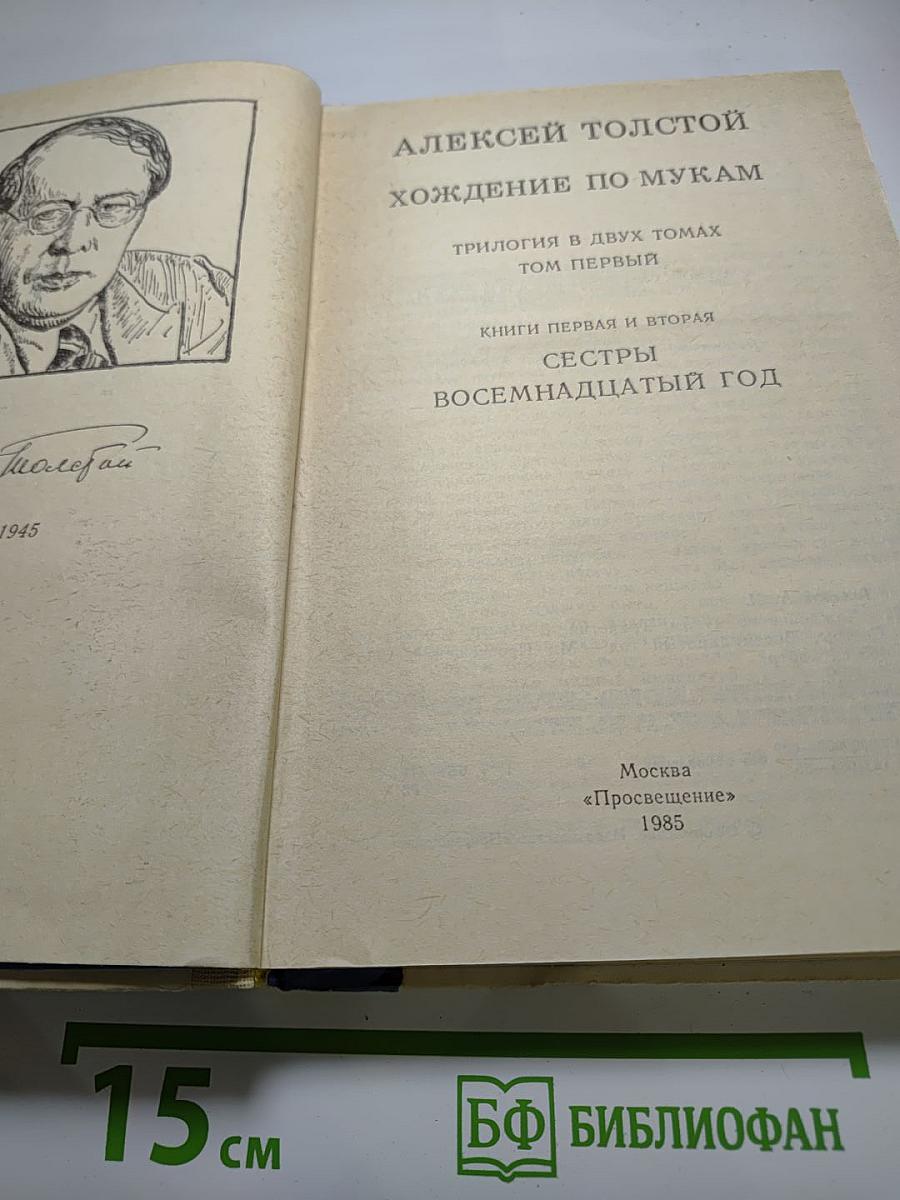 Толстой
1945
АЛЕКСЕЙ ТОЛСТОЙ
ХОЖДЕНИЕ ПО МУКАМ
ТРИЛОГИЯ В ДВУХ ТОМАХ
ТОМ ПЕРВЫЙ
КНИГИ ПЕРВАЯ И ВТОРАЯ
СЕСТРЫ
ВОСЕМНАДЦАТЫЙ ГОД
Москва
«Просвещение»
1985
15 см
БФ БИБЛИОФАН